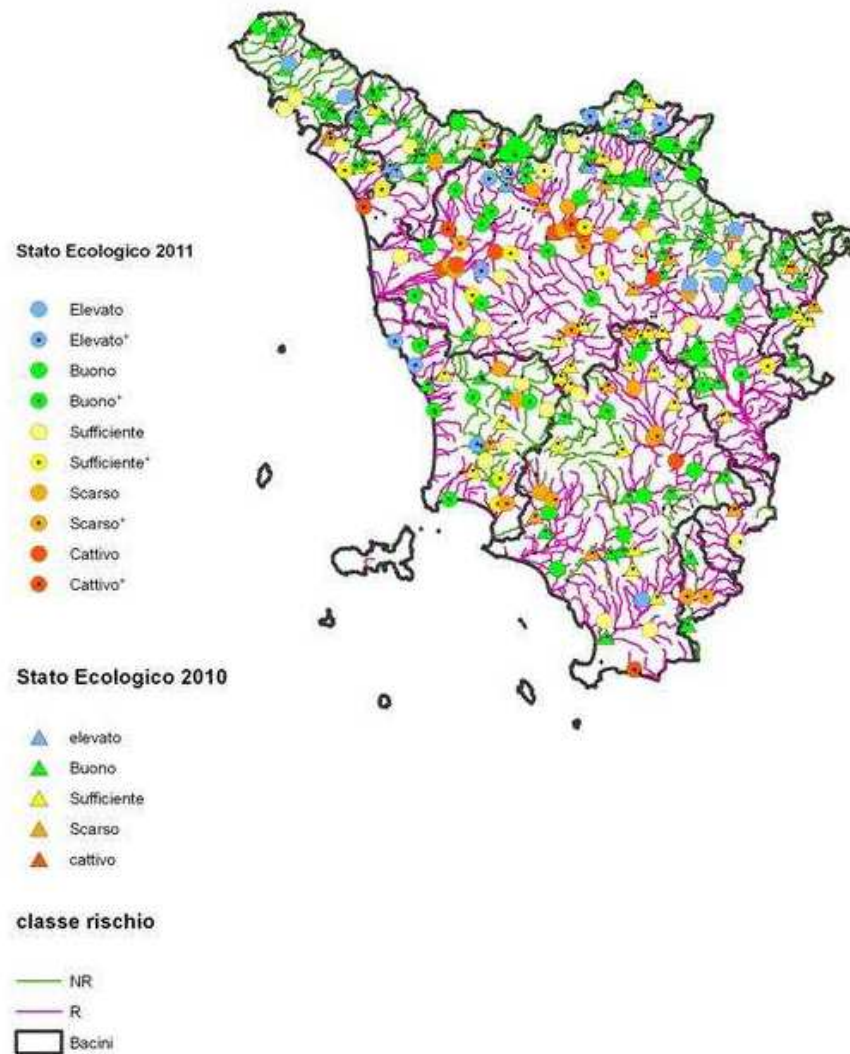 Stato Ecologico 2011
Elevato
Elevato*
Buono
Buono*
Sufficiente
Sufficiente*
Scarso
Scarso*
Cattivo
Cattivo*
Stato Ecologico 2010
elevato
Buono
Sufficiente
Scarso
cattivo
classe rischio
NR
R
Bacini